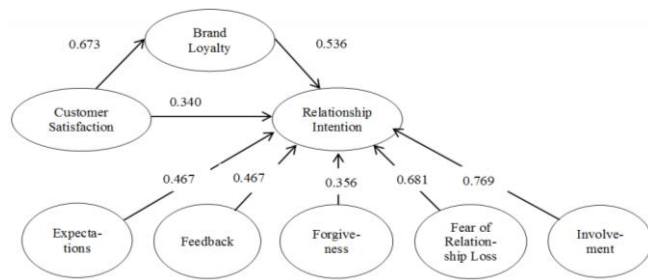 Brand
Loyalty
0.673
0.536
Customer
Satisfaction
0.340
Relationship
Intention
0.467
0.467
0.356
0.681
0.769
Expecta-
tions
Feedback
Forgive-
ness
Fear of
Relation-
ship Loss
Involve-
ment